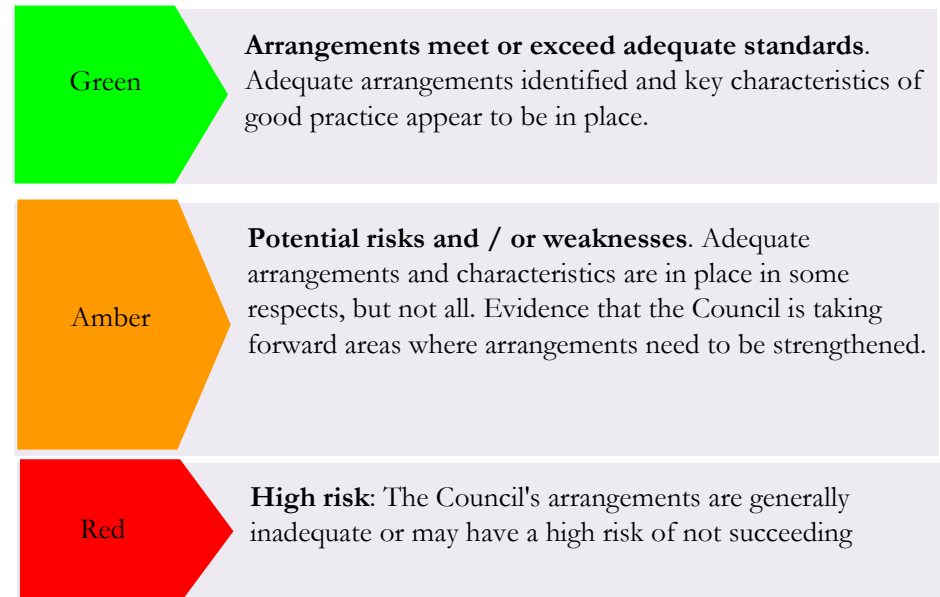 Green
Arrangements meet or exceed adequate standards.
Adequate arrangements identified and key characteristics of
good practice appear to be in place.
Amber
Potential risks and / or weaknesses. Adequate
arrangements and characteristics are in place in some
respects, but not all. Evidence that the Council is taking
forward areas where arrangements need to be strengthened.
Red
High risk: The Council's arrangements are generally
inadequate or may have a high risk of not succeeding